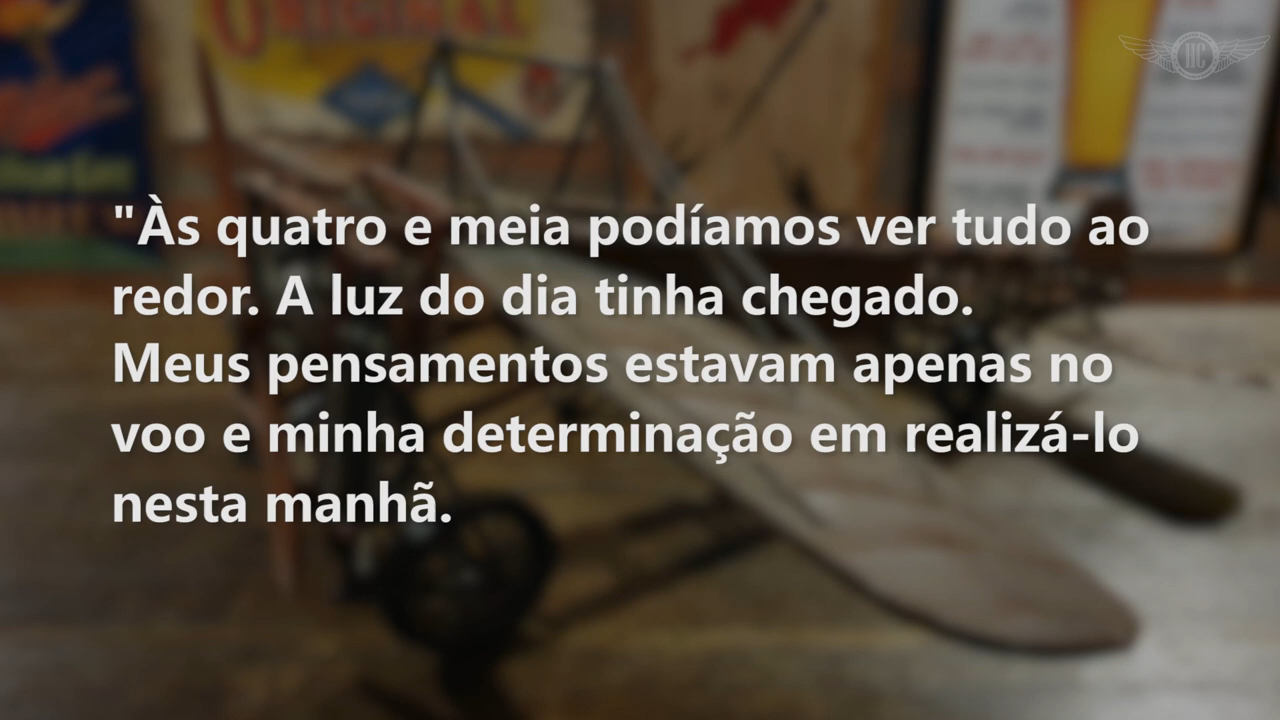 ORIGINAL
"Às quatro e meia podíamos ver tudo ao
redor. A luz do dia tinha chegado.
Meus pensamentos estavam apenas no
voo e minha determinação em realizá-lo
nesta manhã.